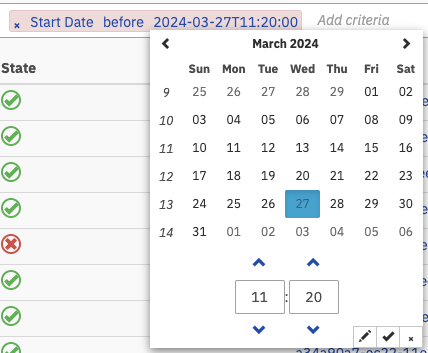 × Start Date before 2024-03-27T11:20:00 Add criteria
March 2024
State
Sun Mon Tue Wed Thu Fri Sat
9 25 26 27 28 29 01 02
10 03 04 05 06 07 08 09
11 10 11 12 13 14 15 16
12 17 18 19 20 21 22 23
13 24 25 26 27 28 29 30
14 31 01 02 03 04 05 06
11 : 20